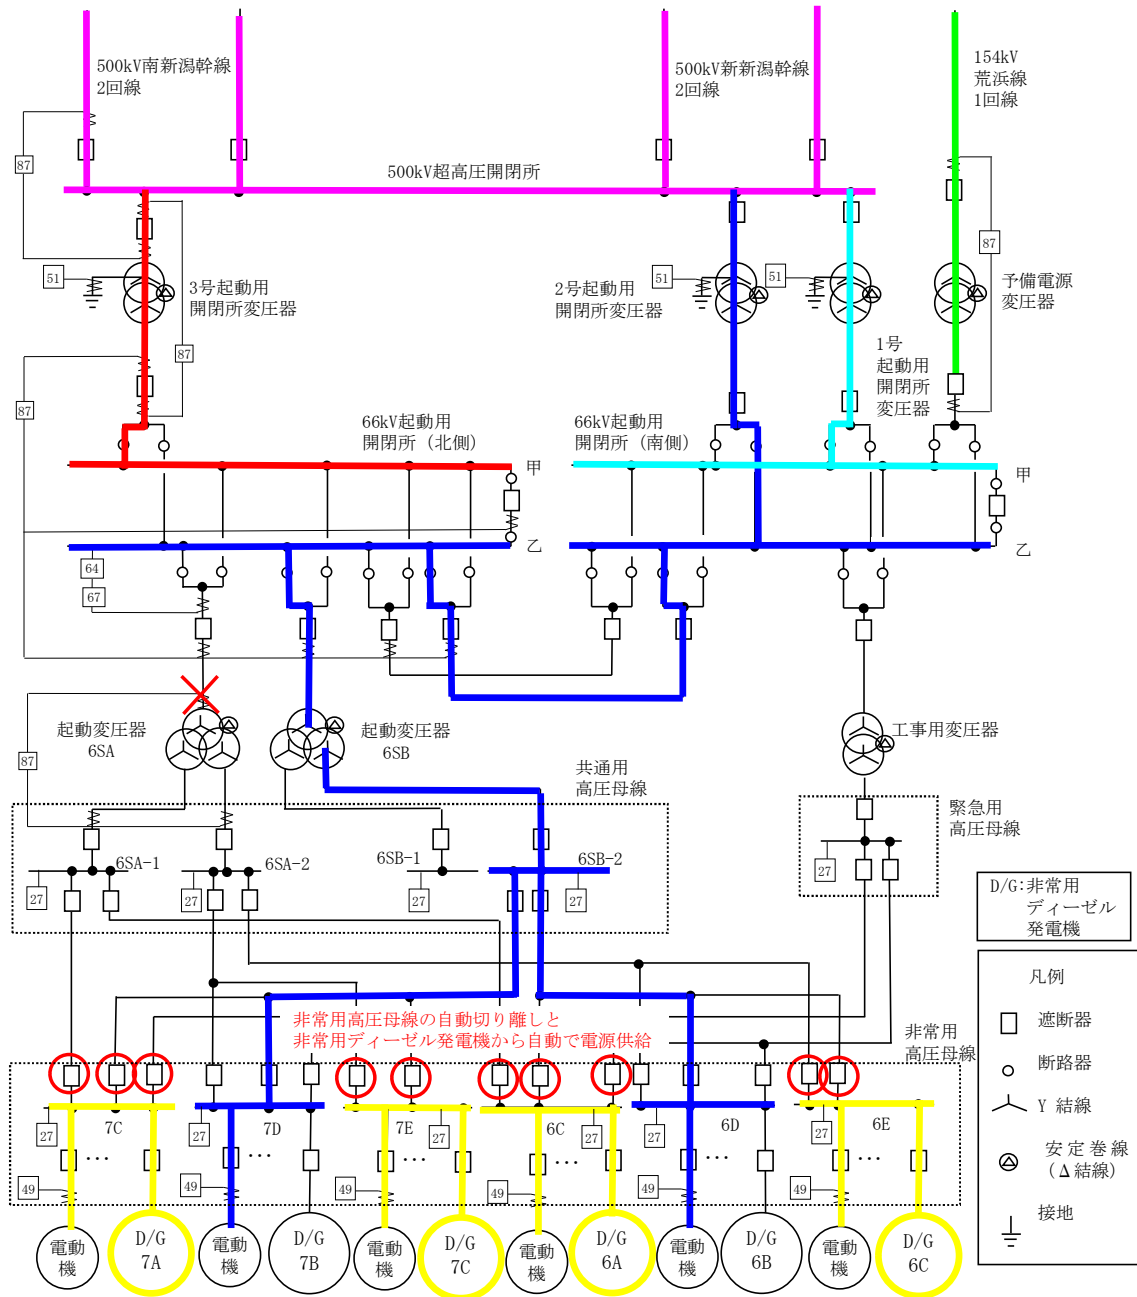 500kV南新潟幹線
2回線
500kV新新潟幹線
2回線
154kV
荒浜線
1回線
87
87
500kV超高圧開閉所
51
3号起動用
開閉所変圧器
51
2号起動用
開閉所変圧器
51
予備電源
変圧器
87
87
1号
起動用
開閉所
変圧器
66kV起動用
開閉所（北側）
66kV起動用
開閉所（南側）
甲
甲
乙
乙
64
67
起動変圧器
6SA
起動変圧器
6SB
工事用変圧器
87
共通用
高圧母線
緊急用
高圧母線
6SA-1
6SA-2
6SB-1
6SB-2
27
27
27
27
27
D/G:非常用
ディーゼル
発電機
凡例
遮断器
断路器
Y 結線
安定巻線
(Δ結線)
接地
非常用高圧母線の自動切り離しと
非常用ディーゼル発電機から自動で電源供給
非常用
高圧母線
7C
7D
7E
6C
6D
6E
27
27
27
27
27
27
...
...
...
...
...
...
49
49
49
49
49
49
電動
機
D/G
7A
電動
機
D/G
7B
電動
機
D/G
7C
電動
機
D/G
6A
電動
機
D/G
6B
電動
機
D/G
6C